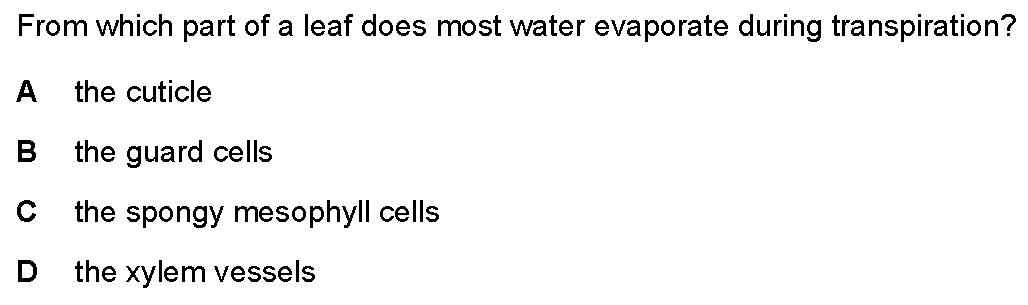 From which part of a leaf does most water evaporate during transpiration?
A the cuticle
B the guard cells
C the spongy mesophyll cells
D the xylem vessels